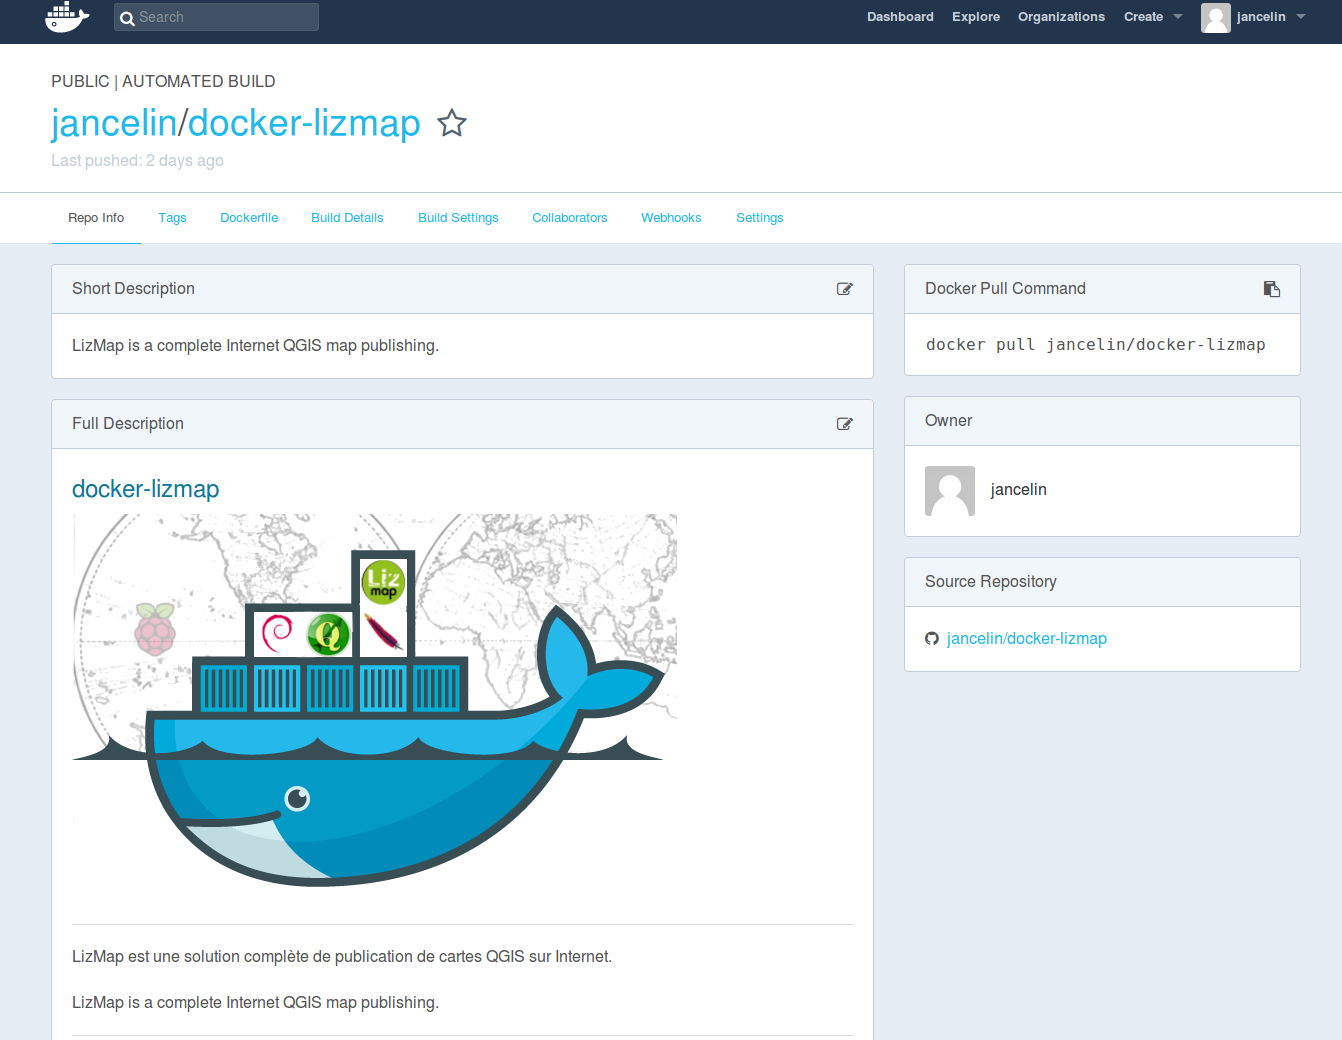 Search
Dashboard Explore Organizations Create jancelin
PUBLIC | AUTOMATED BUILD
jancelin/docker-lizmap
Last pushed: 2 days ago
Repo Info Tags Dockerfile Build Details Build Settings Collaborators Webhooks Settings
Short Description
LizMap is a complete Internet QGIS map publishing.
Full Description
docker-lizmap
Liz
map
Q
LizMap est une solution complète de publication de cartes QGIS sur Internet.
LizMap is a complete Internet QGIS map publishing.
Docker Pull Command
docker pull jancelin/docker-lizmap
Owner
jancelin
Source Repository
jancelin/docker-lizmap